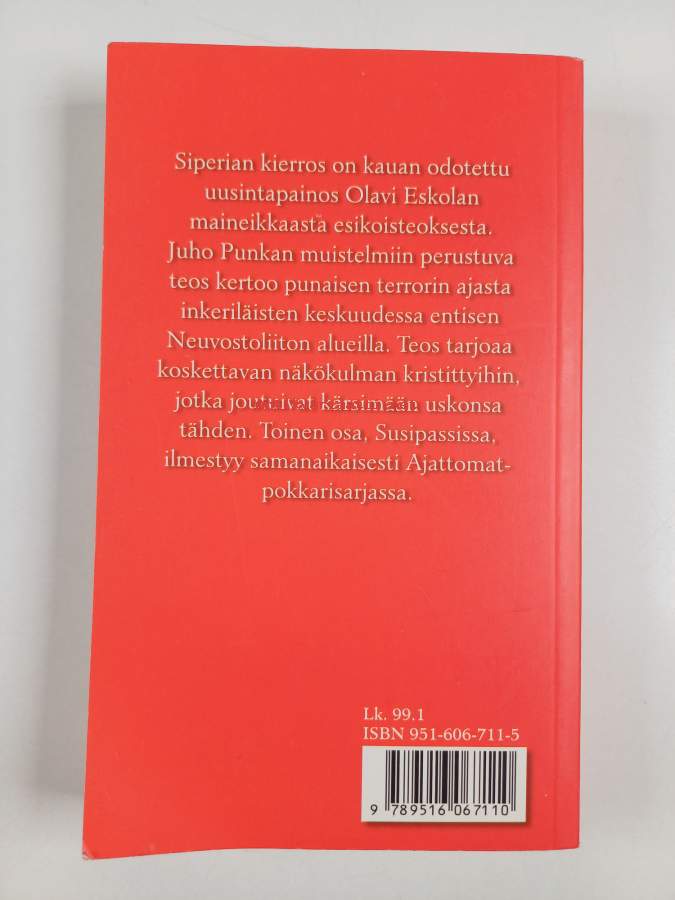 Siperian kierros on kauan odotettu
uusintapainos Olavi Eskolan
maineikkaasta esikoisteoksesta.
Juho Punkan muistelmiin perustuva
teos kertoo punaisen terrorin ajasta
inkeriläisten keskuudessa entisen
Neuvostoliiton alueilla. Teos tarjoaa
koskettavan näkökulman kristittyihin,
jotka joutuivat kärsimään uskonsa
tähden. Toinen osa, Susipassissa,
ilmestyy samanaikaisesti Ajattomat-
pokkarisarjassa.
Lk. 99.1
ISBN 951-606-711-5
9 789516 067110